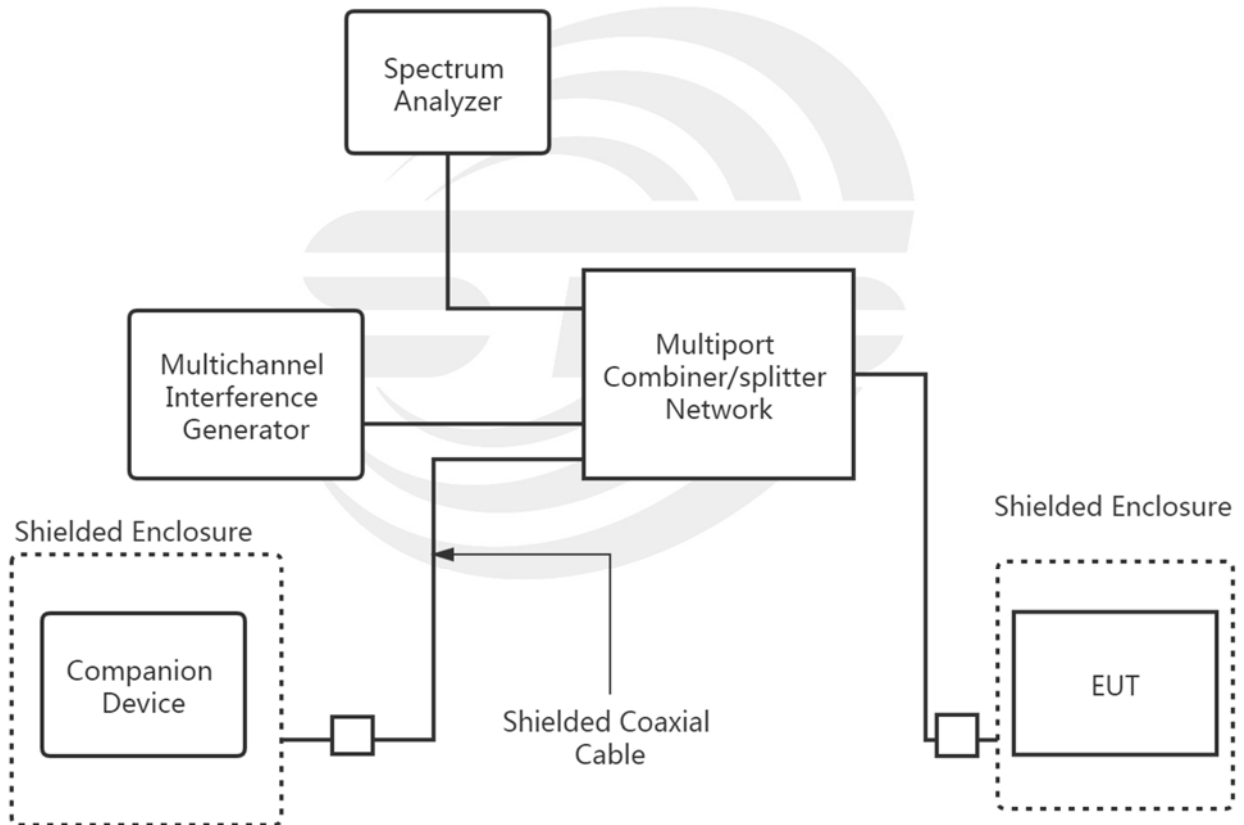 Spectrum
Analyzer
Multichannel
Interference
Generator
Multiport
Combiner/splitter
Network
Shielded Enclosure
Shielded Enclosure
Companion
Device
Shielded Coaxial
Cable
EUT